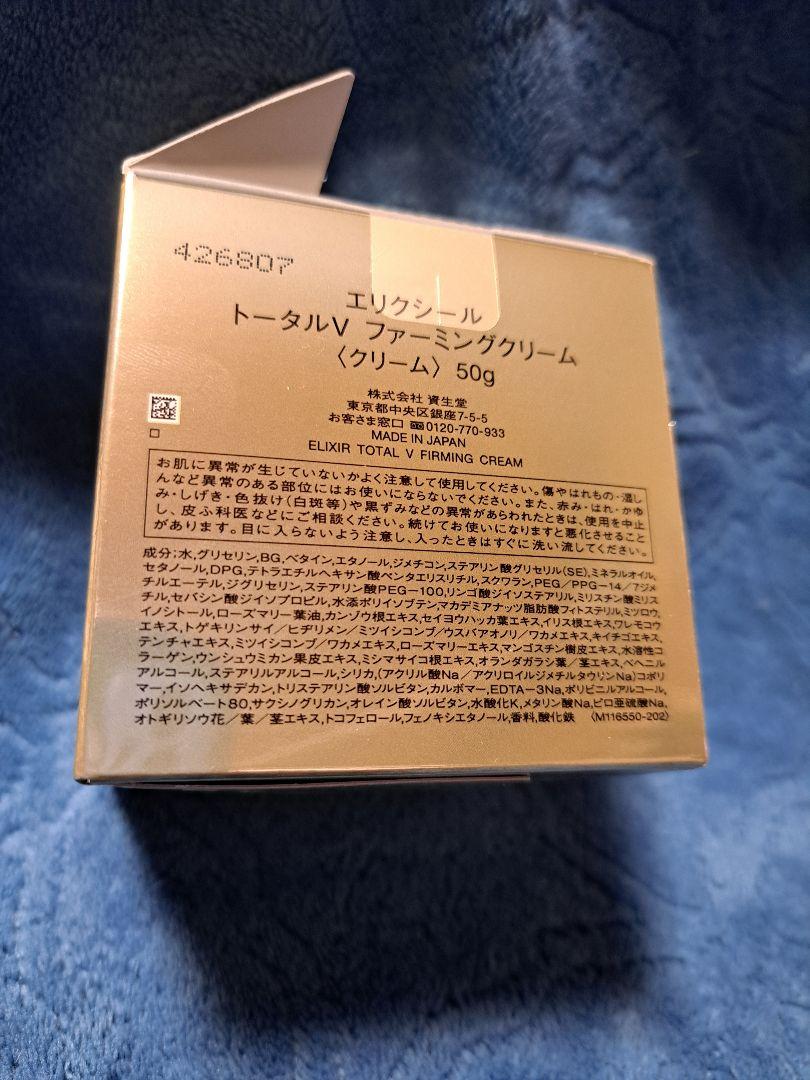 426807
エリクシール
トータルV ファーミングクリーム
〈クリーム〉 50g
株式会社 資生堂
東京都中央区銀座7-5-5
お客さま窓口 0120-770-933
MADE IN JAPAN
ELIXIR TOTAL V FIRMING CREAM
お肌に異常が生じていないかよく注意して使用してください。傷やはれもの・湿し
んなど異常のある部位にはお使いにならないでください。また、赤み・はれ・かゆ
み・しげき・色抜け(白斑等)や黒ずみなどの異常があらわれたときは、使用を中止
し、皮ふ科医などにご相談ください。続けてお使いになりますと悪化させること
があります。目に入らないよう注意し、入ったときはすぐに洗い流してください。
成分;水,グリセリン,BG,ベタイン,エタノール,ジメチコン,ステアリン酸グリセリル(SE),ミネラルオイル,
セタノール,DPG,テトラエチルヘキサン酸ペンタエリスリチル,スクワラン,PEG/PPG-14/7ジメ
チルエーテル,ジグリセリン,ステアリン酸PEG-100,リンゴ酸ジイソステアリル,ミリスチン酸ミリス
チル,セバシン酸ジイソプロピル,水添ポリイソブテン,マカデミアナッツ脂肪酸フィトステリル,ミツロウ,
イノシトール,ローズマリー葉油,カンゾウ根エキス,セイヨウハッカ葉エキス,イリス根エキス,ワレモコウ
エキス,トゲキリンサイ/ヒヂリメン/ミツイシコンブ/ウスバアオノリ/ワカメエキス,キイチゴエキス,
テンチャエキス,ミツイシコンブ/ワカメエキス,ローズマリーエキス,マンゴスチン樹皮エキス,水溶性コ
ラーゲン,ウンシュウミカン果皮エキス,ミシマサイコ根エキス,オランダガラシ葉/茎エキス,ベヘニル
アルコール,ステアリルアルコール,シリカ,(アクリル酸Na/アクリロイルジメチルタウリンNa)コポリ
マー,イソヘキサデカン,トリステアリン酸ソルビタン,カルボマー,EDTA-3Na,ポリビニルアルコール,
ポリソルベート80,サクシノグリカン,オレイン酸ソルビタン,水酸化K,メタリン酸Na,ピロ亜硫酸Na,
オトギリソウ花/葉/茎エキス,トコフェロール,フェノキシエタノール,香料,酸化鉄 〈M116550-202〉